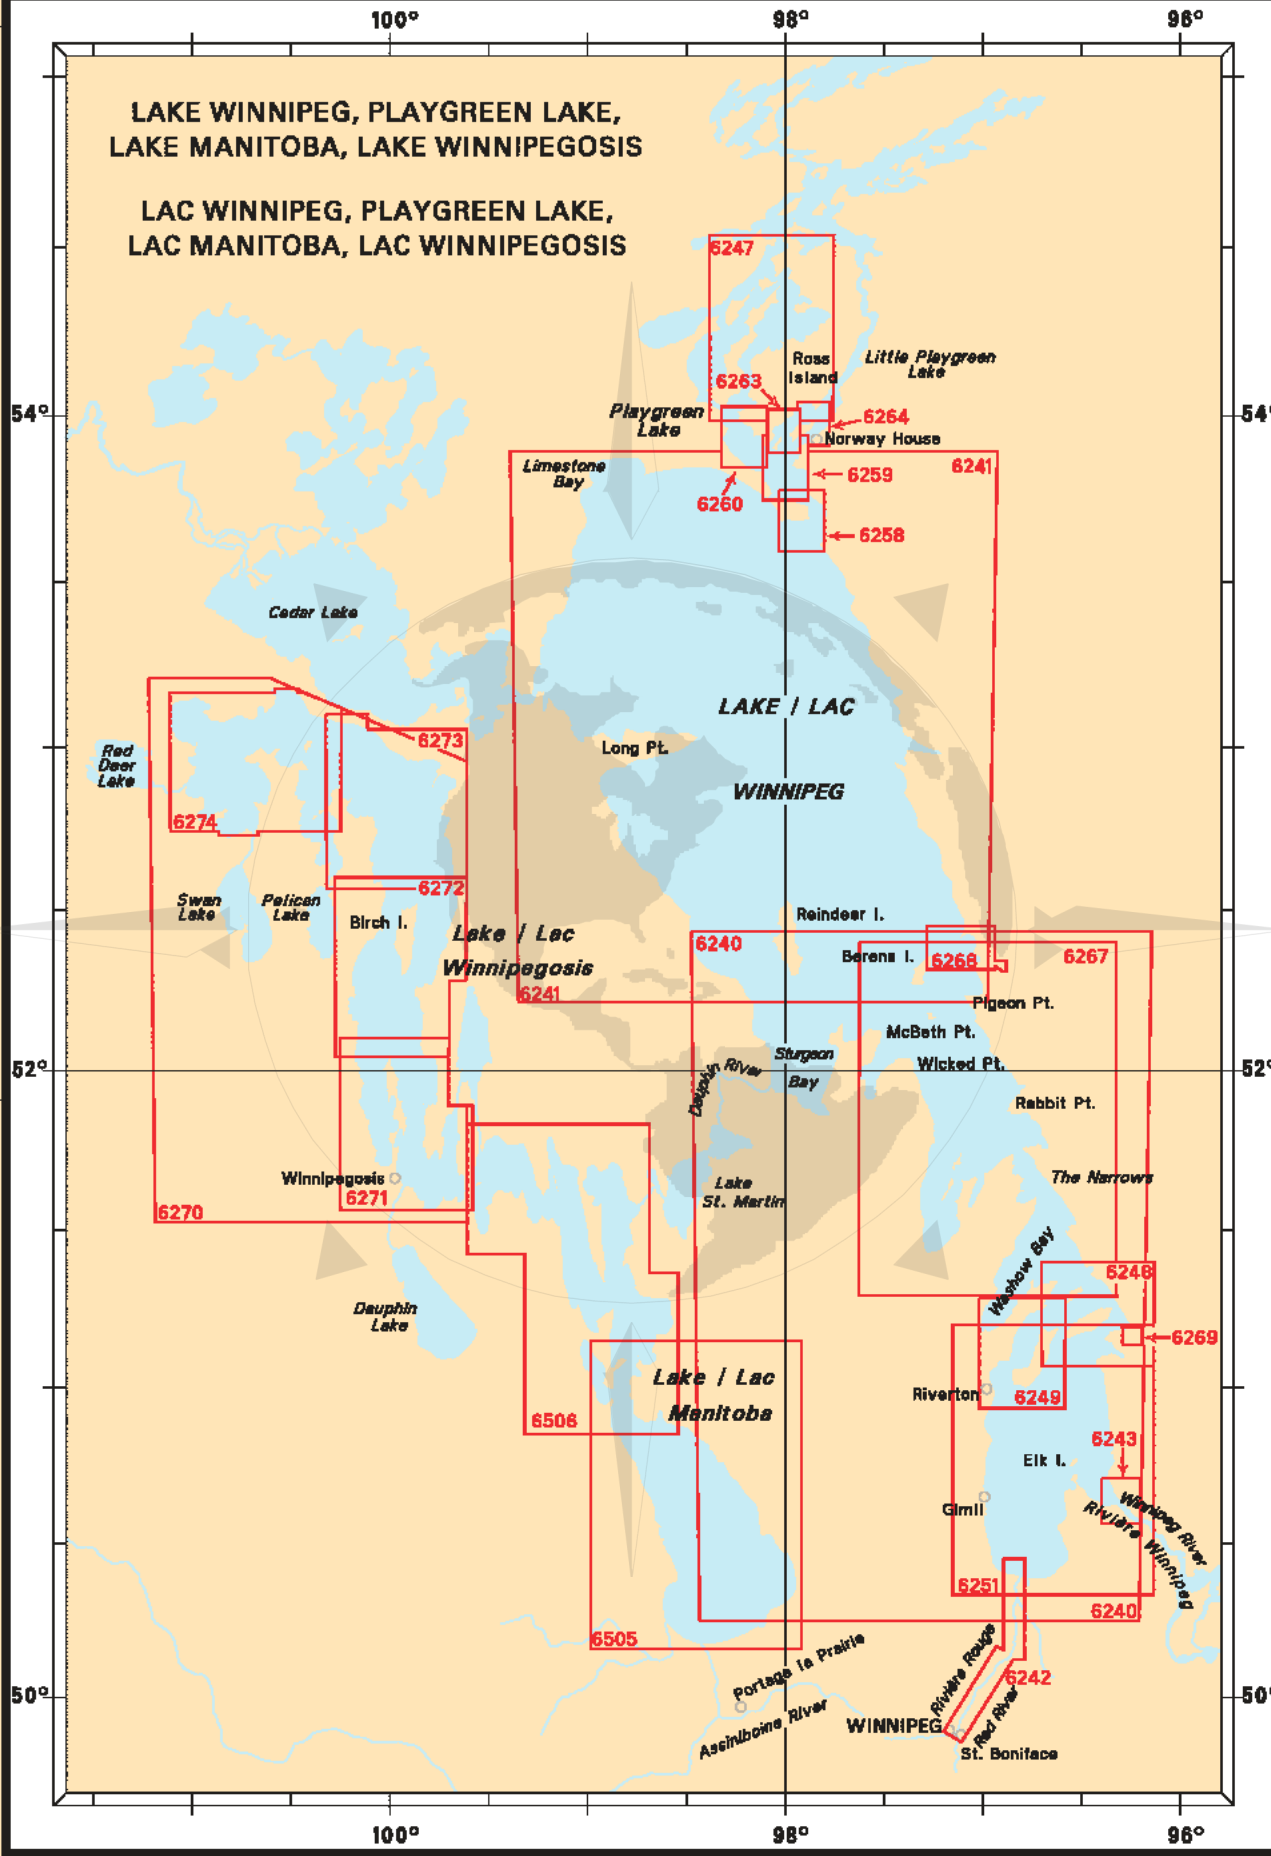 100° 98° 96°
LAKE WINNIPEG, PLAYGREEN LAKE,
LAKE MANITOBA, LAKE WINNIPEGOSIS
LAC WINNIPEG, PLAYGREEN LAKE,
LAC MANITOBA, LAC WINNIPEGOSIS
6247
Ross
Island
Little Playgreen
Lake
6263
54°
Playgreen
Lake
6264
54°
Norway House
Limestone
Bay
6241
6259
6260
6258
Cedar Lake
LAKE / LAC
WINNIPEG
Long Pt.
6273
Red
Deer
Lake
6274
6272
Swan
Lake
Pelican
Lake
Birch I.
Lake / Lac
Winnipegosis
Reindeer I.
6240
Berens I.
6268
6267
6241
Pigeon Pt.
McBeth Pt.
Sturgeon
Bay
Wicked Pt.
52°
52°
Dauphin River
Rabbit Pt.
Winnipegosis
6271
6270
Lake
St. Martin
The Narrows
Washow Bay
6248
Dauphin
Lake
6269
Lake / Lac
Manitoba
Riverton
6249
6506
6243
Elk I.
Gimli
Winnipeg River
Rivière Winnipeg
6251
6240
6505
Portage la Prairie
Rivière Rouge
6242
Red River
50°
50°
Assiniboine River
WINNIPEG
St. Boniface
100° 98° 96°